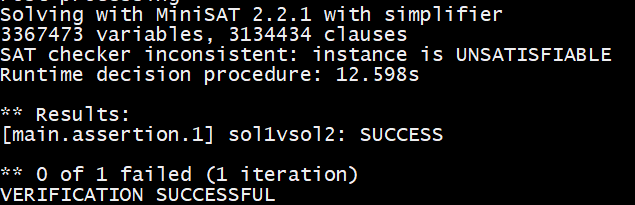 Solving with MiniSAT 2.2.1 with simplifier
3367473 variables, 3134434 clauses
SAT checker inconsistent: instance is UNSATISFIABLE
Runtime decision procedure: 12.598s
** Results:
[main.assertion.1] sol1vsol2: SUCCESS
** 0 of 1 failed (1 iteration)
VERIFICATION SUCCESSFUL